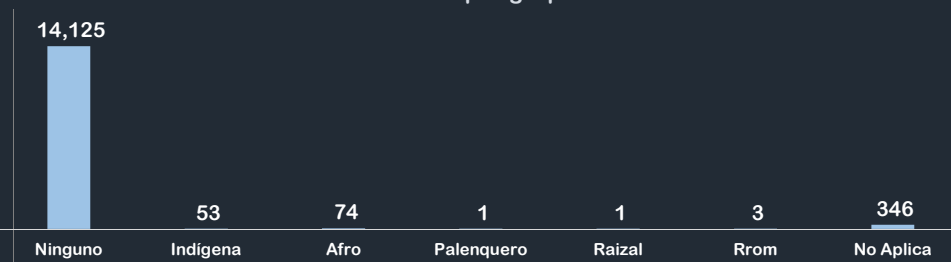 14,125
53 74 1 1 3 346
Ninguno Indígena Afro Palenquero Raizal Rrom No Aplica